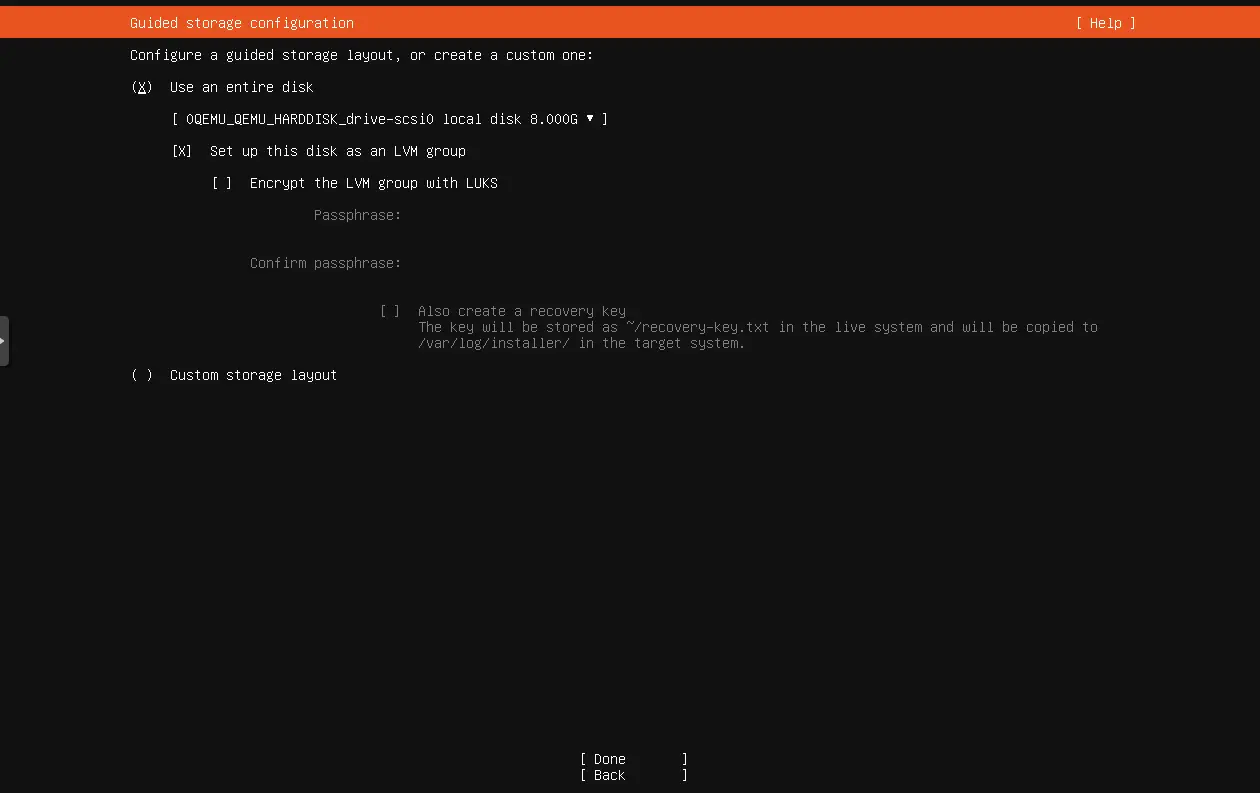 Guided storage configuration [ Help ]
Configure a guided storage layout, or create a custom one:
(X) Use an entire disk
[ 0QEMU_QEMU_HARDDISK_drive-scsi0 local disk 8.000G ▾ ]
[X] Set up this disk as an LVM group
[ ] Encrypt the LVM group with LUKS
Passphrase:
Confirm passphrase:
[ ] Also create a recovery key
The key will be stored as ~/recovery-key.txt in the live system and will be copied to
/var/log/installer/ in the target system.
( ) Custom storage layout
[ Done ]
[ Back ]